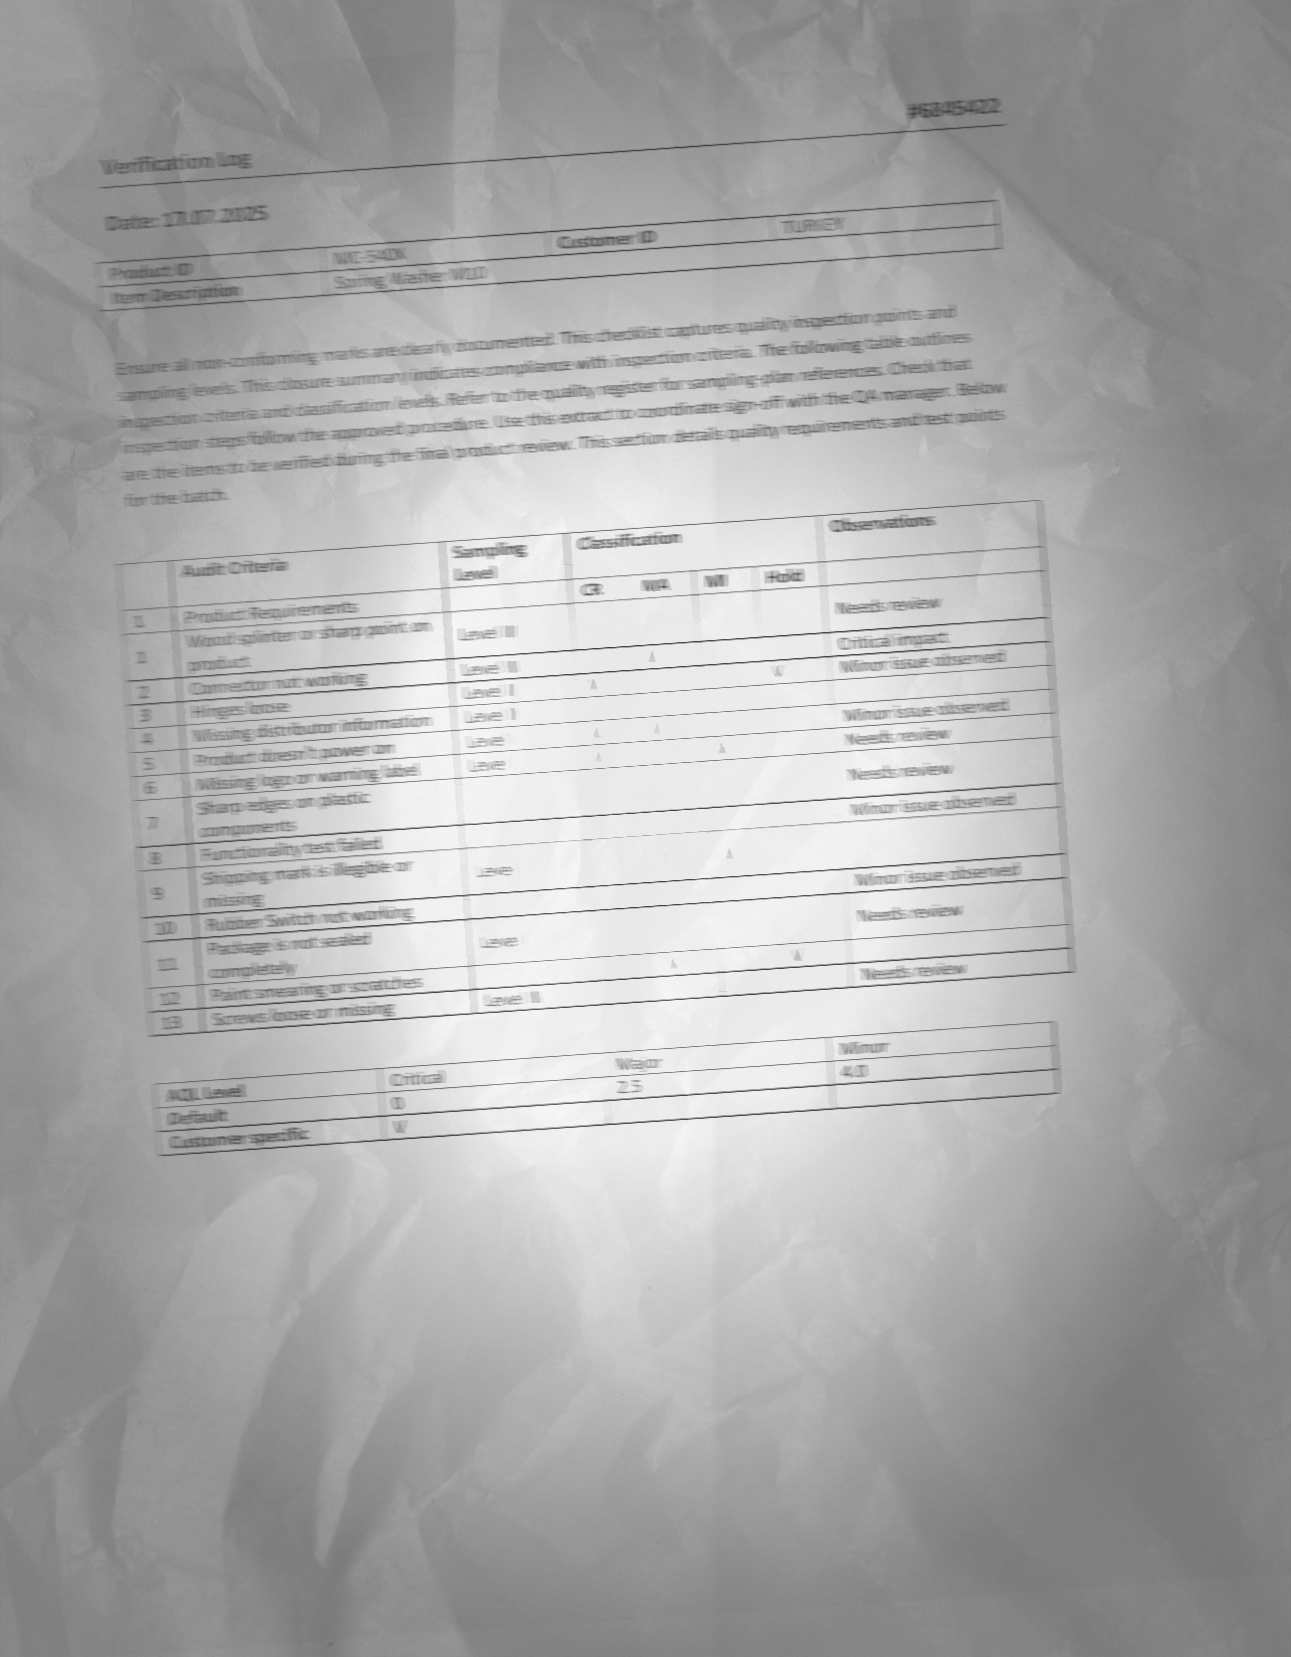 #6345422
Verification Log
Date: 17.07.2025
Product ID Customer ID TURKEY
Item Description Spring Washer M10
Ensure all non-conforming marks are clearly documented. This checklist captures quality inspection points and
sampling levels. This closure summary indicates compliance with inspection criteria. The following table outlines
inspection criteria and classification levels. Refer to the quality register for sampling plan references. Check that
inspection steps follow the approved procedure. Use this extract to coordinate sign-off with the QA manager. Below
are the items to be verified during the final product review. This section details quality requirements and test points
for the batch.
Audit Criteria Sampling Classification Observations
Level
CR MA MI Hold
Product Requirements
1 Wood splinter or sharp point on Level III Needs review
product
2 Connector not working Level II Critical impact
3 Hinges loose Level I Minor issue observed
4 Missing distributor information Level
5 Product doesn't power on Level Minor issue observed
6 Missing logo or warning label Level Needs review
7 Sharp edges on plastic Needs review
components
8 Functionality test failed Minor issue observed
9 Shipping mark is illegible or Level
missing
10 Rubber Switch not working Minor issue observed
11 Package is not sealed Level Needs review
completely
12 Paint smearing or scratches
13 Screws loose or missing Level III Needs review
AQL Level Critical Major Minor
Default 0 2.5 4.0
Customer specific